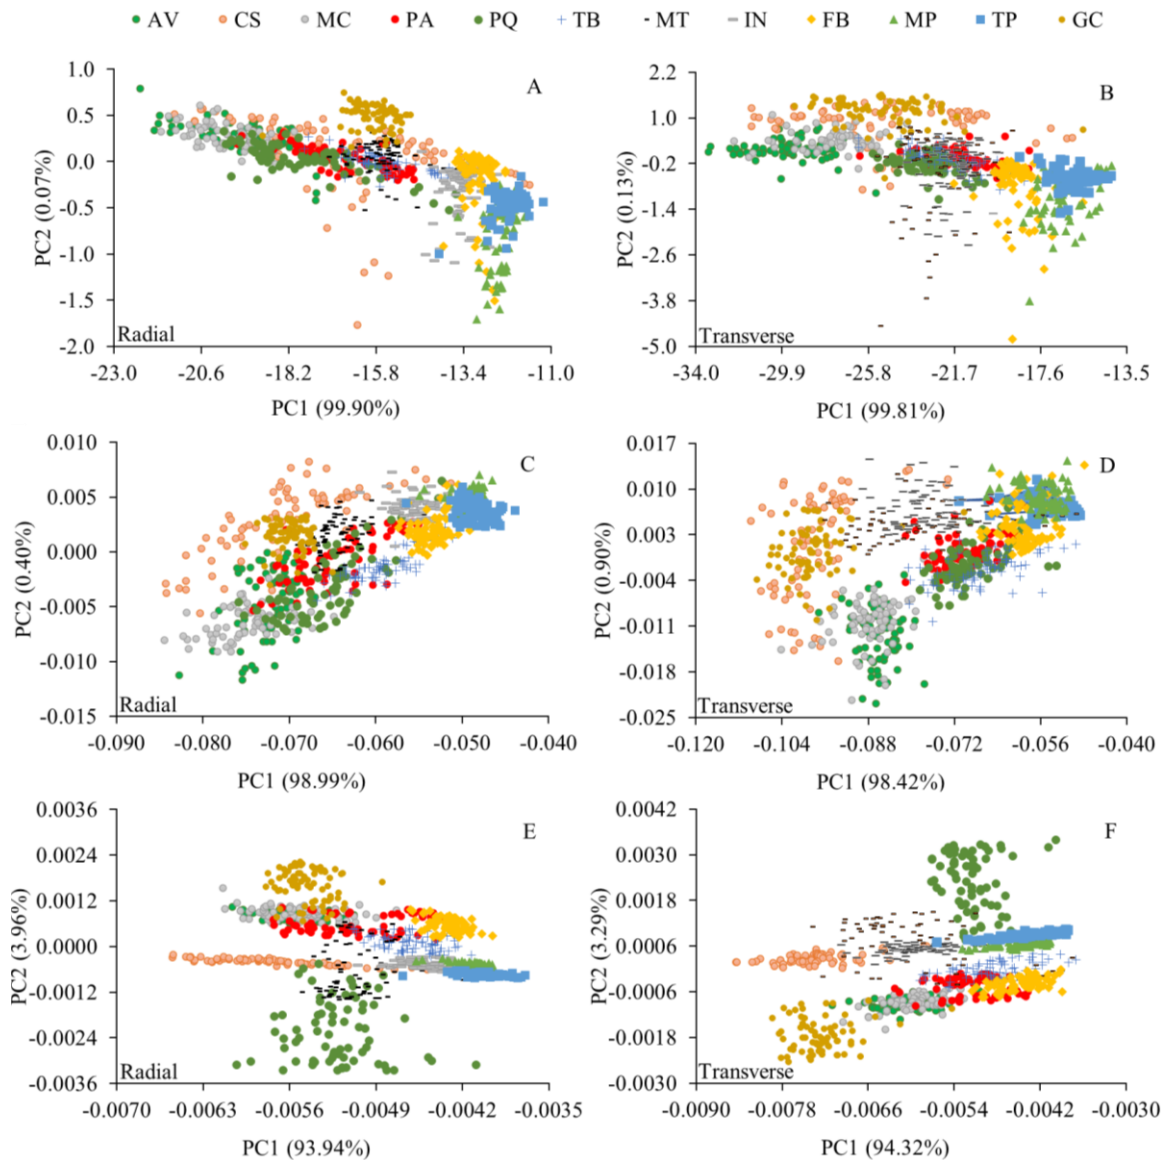 AV CS MC PA PQ TB MT IN FB MP TP GC
1.0
0.5
0.0
-0.5
-1.0
-1.5
-2.0
PC2 (0.07%)
A
Radial
-23.0 -20.6 -18.2 -15.8 -13.4 -11.0
PC1 (99.90%)
2.2
1.0
-0.2
-1.4
-2.6
-3.8
-5.0
PC2 (0.13%)
B
Transverse
-34.0 -29.9 -25.8 -21.7 -17.6 -13.5
PC1 (99.81%)
0.010
0.005
0.000
-0.005
-0.010
-0.015
PC2 (0.40%)
C
Radial
-0.090 -0.080 -0.070 -0.060 -0.050 -0.040
PC1 (98.99%)
0.017
0.010
0.003
-0.004
-0.011
-0.018
-0.025
PC2 (0.90%)
D
Transverse
-0.120 -0.104 -0.088 -0.072 -0.056 -0.040
PC1 (98.42%)
0.0036
0.0024
0.0012
0.0000
-0.0012
-0.0024
-0.0036
PC2 (3.96%)
E
Radial
-0.0070 -0.0063 -0.0056 -0.0049 -0.0042 -0.0035
PC1 (93.94%)
0.0042
0.0030
0.0018
0.0006
-0.0006
-0.0018
-0.0030
PC2 (3.29%)
F
Transverse
-0.0090 -0.0078 -0.0066 -0.0054 -0.0042 -0.0030
PC1 (94.32%)